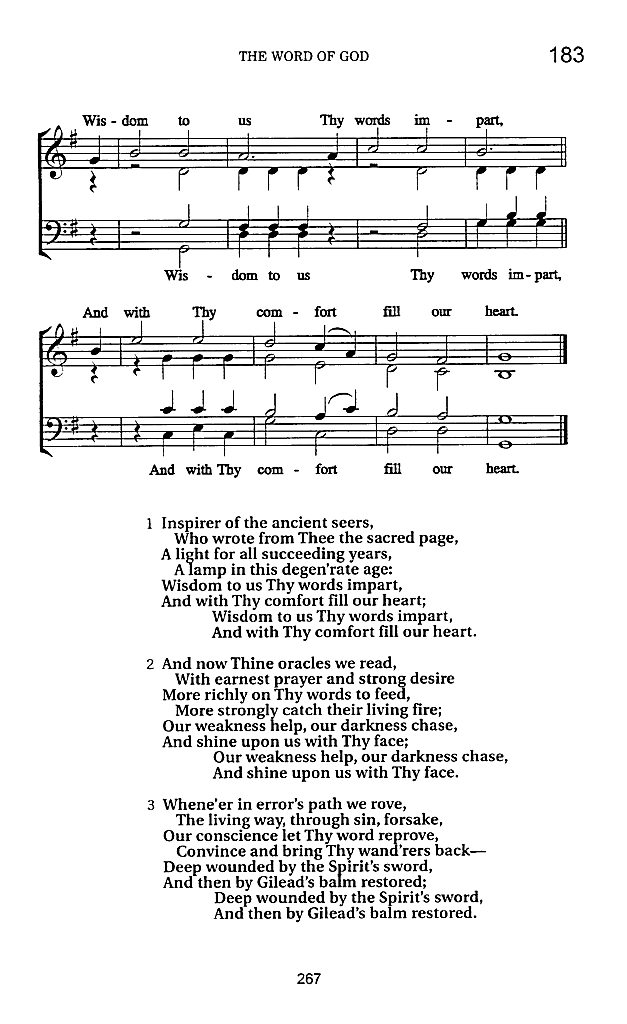 THE WORD OF GOD 183
Wis - dom to us Thy words im - part,
Wis - dom to us Thy words im - part,
And with Thy com - fort fill our heart.
And with Thy com - fort fill our heart.
1 Inspirer of the ancient seers,
Who wrote from Thee the sacred page,
A light for all succeeding years,
A lamp in this degen'rate age:
Wisdom to us Thy words impart,
And with Thy comfort fill our heart;
Wisdom to us Thy words impart,
And with Thy comfort fill our heart.
2 And now Thine oracles we read,
With earnest prayer and strong desire
More richly on Thy words to feed,
More strongly catch their living fire;
Our weakness help, our darkness chase,
And shine upon us with Thy face;
Our weakness help, our darkness chase,
And shine upon us with Thy face.
3 Whene'er in error's path we rove,
The living way, through sin, forsake,
Our conscience let Thy word reprove,
Convince and bring Thy wand'rers back—
Deep wounded by the Spirit's sword,
And then by Gilead's balm restored;
Deep wounded by the Spirit's sword,
And then by Gilead's balm restored.
267